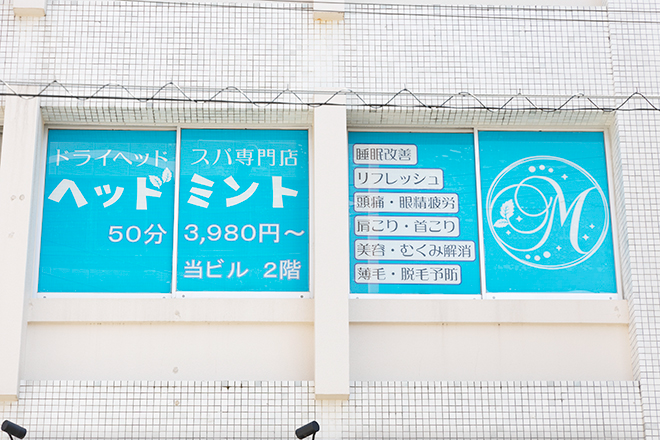 ドライヘッド スパ専門店
ヘッド ミント
50分 3,980円～
当ビル 2階
睡眠改善
リフレッシュ
頭痛・眼精疲労
肩こり・首こり
美容・むくみ解消
薄毛・脱毛予防
M